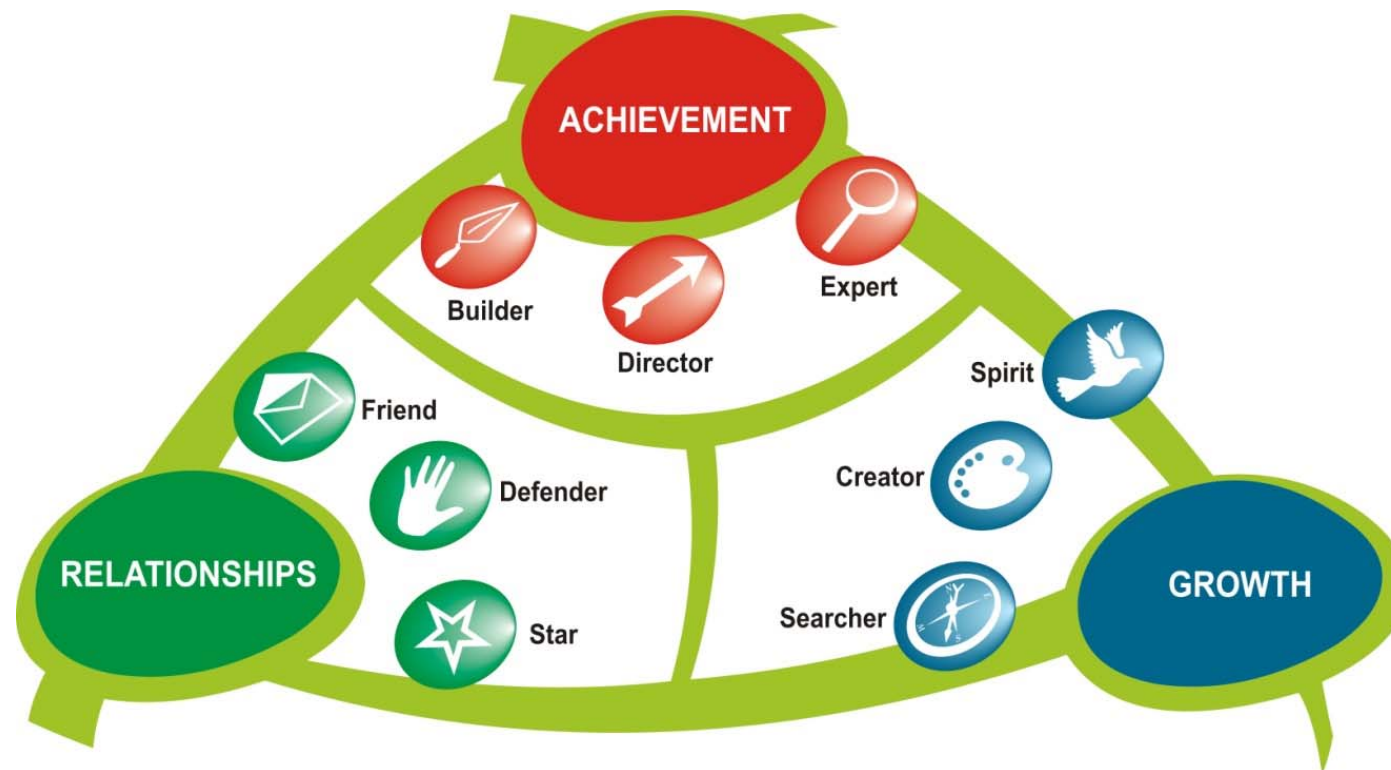 ACHIEVEMENT
Builder
Director
Expert
Spirit
Friend
Creator
Defender
RELATIONSHIPS
GROWTH
Searcher
Star